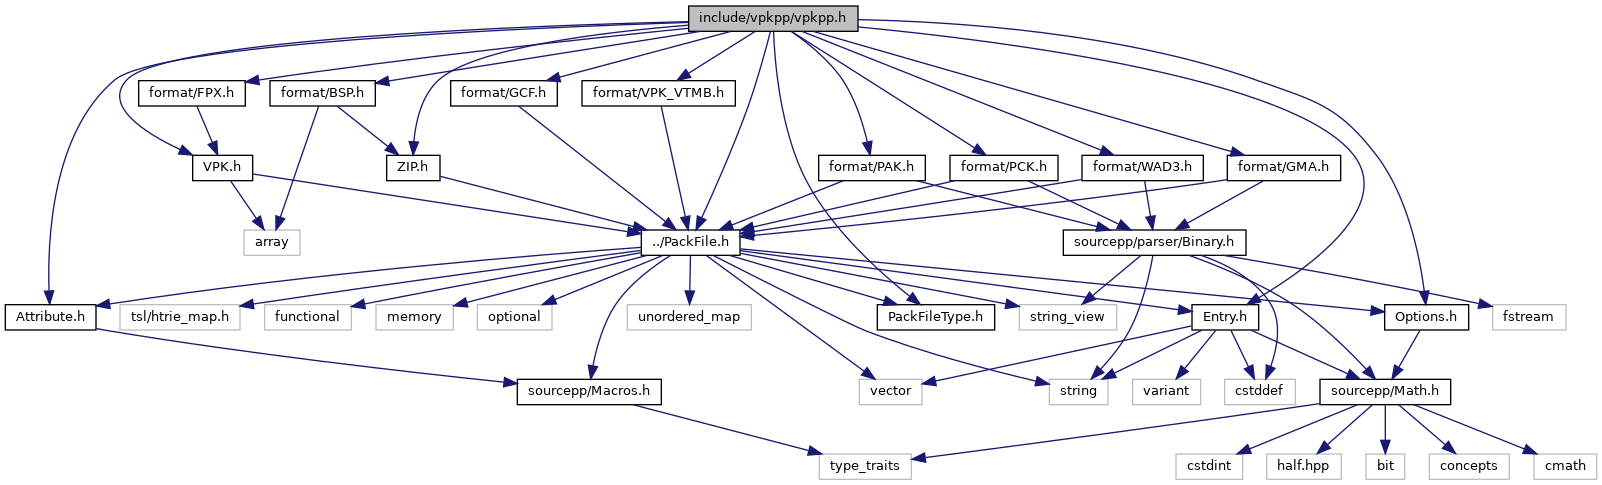 include/vpkpp/vpkpp.h
format/FPX.h
format/BSP.h
format/GCF.h
format/VPK_VTMB.h
VPK.h
ZIP.h
format/PAK.h
format/PCK.h
format/WAD3.h
format/GMA.h
array
../PackFile.h
sourcepp/parser/Binary.h
Attribute.h
tsl/htrie_map.h
functional
memory
optional
unordered_map
PackFileType.h
string_view
Entry.h
Options.h
fstream
sourcepp/Macros.h
vector
string
variant
cstddef
sourcepp/Math.h
type_traits
cstdint
half.hpp
bit
concepts
cmath